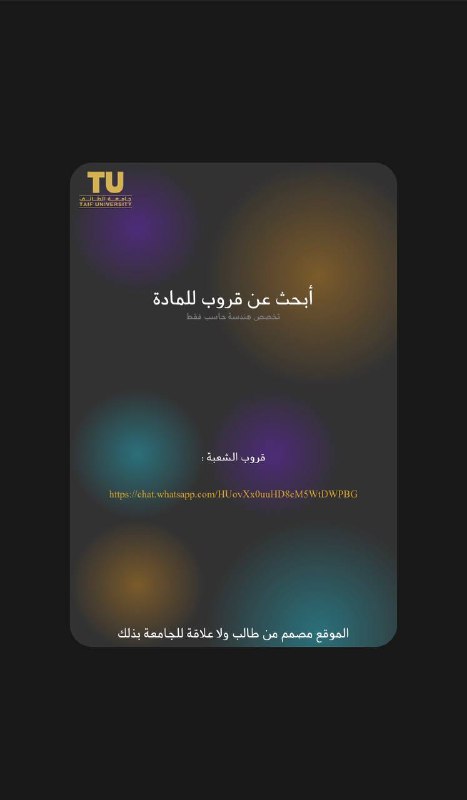 TU
جامعة الطائف
TAIF UNIVERSITY
أبحث عن قروب للمادة
تخصص هندسة حاسب فقط
قروب الشعبة :
https://chat.whatsapp.com/HUovXx0uuHD8cM5WtDWPBG
الموقع مصمم من طالب ولا علاقة للجامعة بذلك